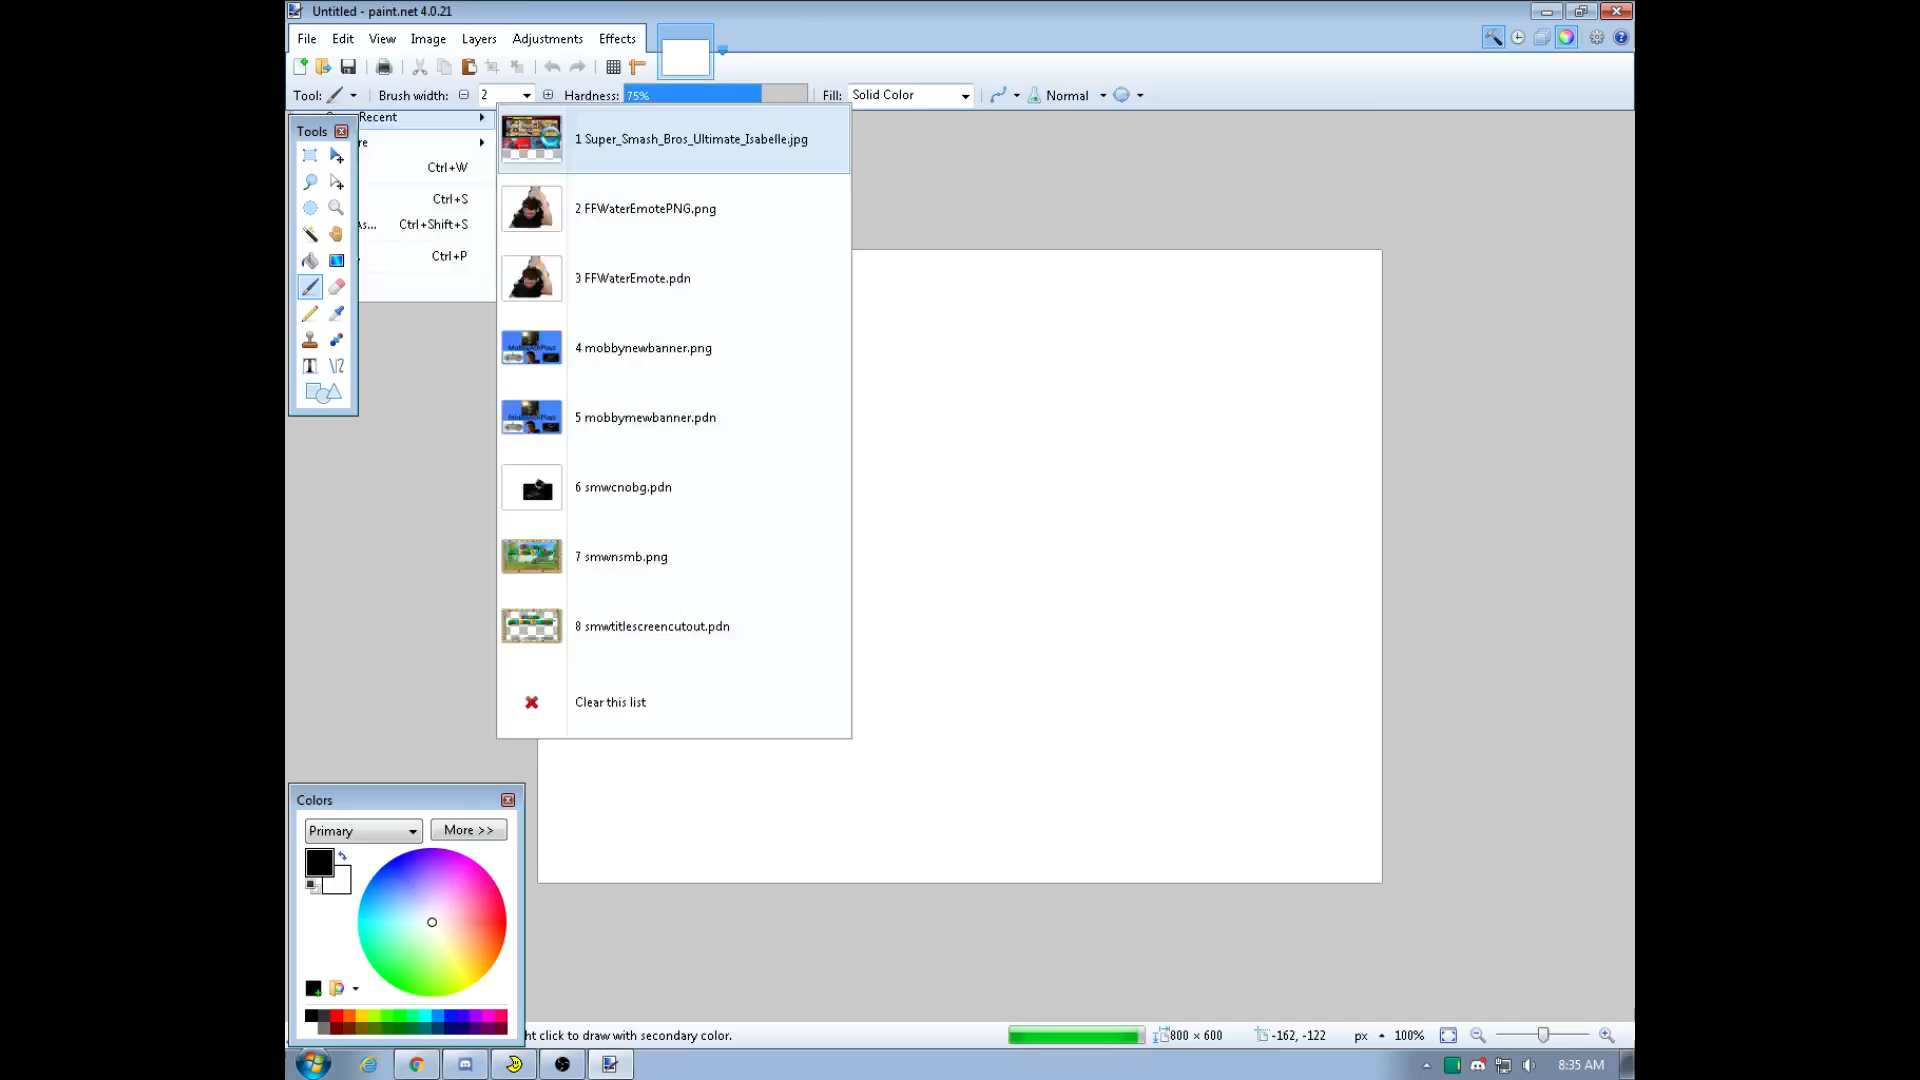 Untitled - paint.net 4.0.21
File Edit View Image Layers Adjustments Effects
Tool: Brush width: 2 Hardness: 75% Fill: Solid Color Normal
Recent
Tools
re
Ctrl+W
Ctrl+S
As... Ctrl+Shift+S
Ctrl+P
1 Super_Smash_Bros_Ultimate_Isabelle.jpg
2 FFWaterEmotePNG.png
3 FFWaterEmote.pdn
4 mobbynewbanner.png
5 mobbymewbanner.pdn
6 smwcnobg.pdn
7 smwnsmb.png
8 smwtitlescreencutout.pdn
Clear this list
Colors
Primary More >>
ht click to draw with secondary color. 800 × 600 -162, -122 px 100%
8:35 AM